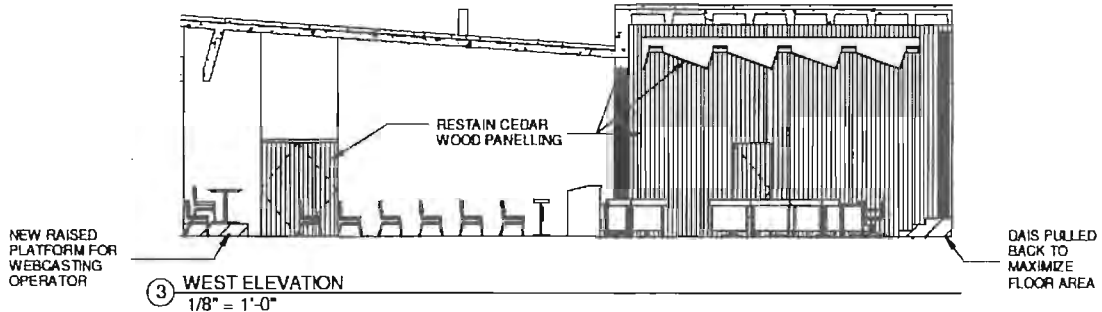 RESTAIN CEDAR
WOOD PANELLING
NEW RAISED
PLATFORM FOR
WEBCASTING
OPERATOR
DAIS PULLED
BACK TO
MAXIMIZE
FLOOR AREA
3 WEST ELEVATION
1/8" = 1'-0"